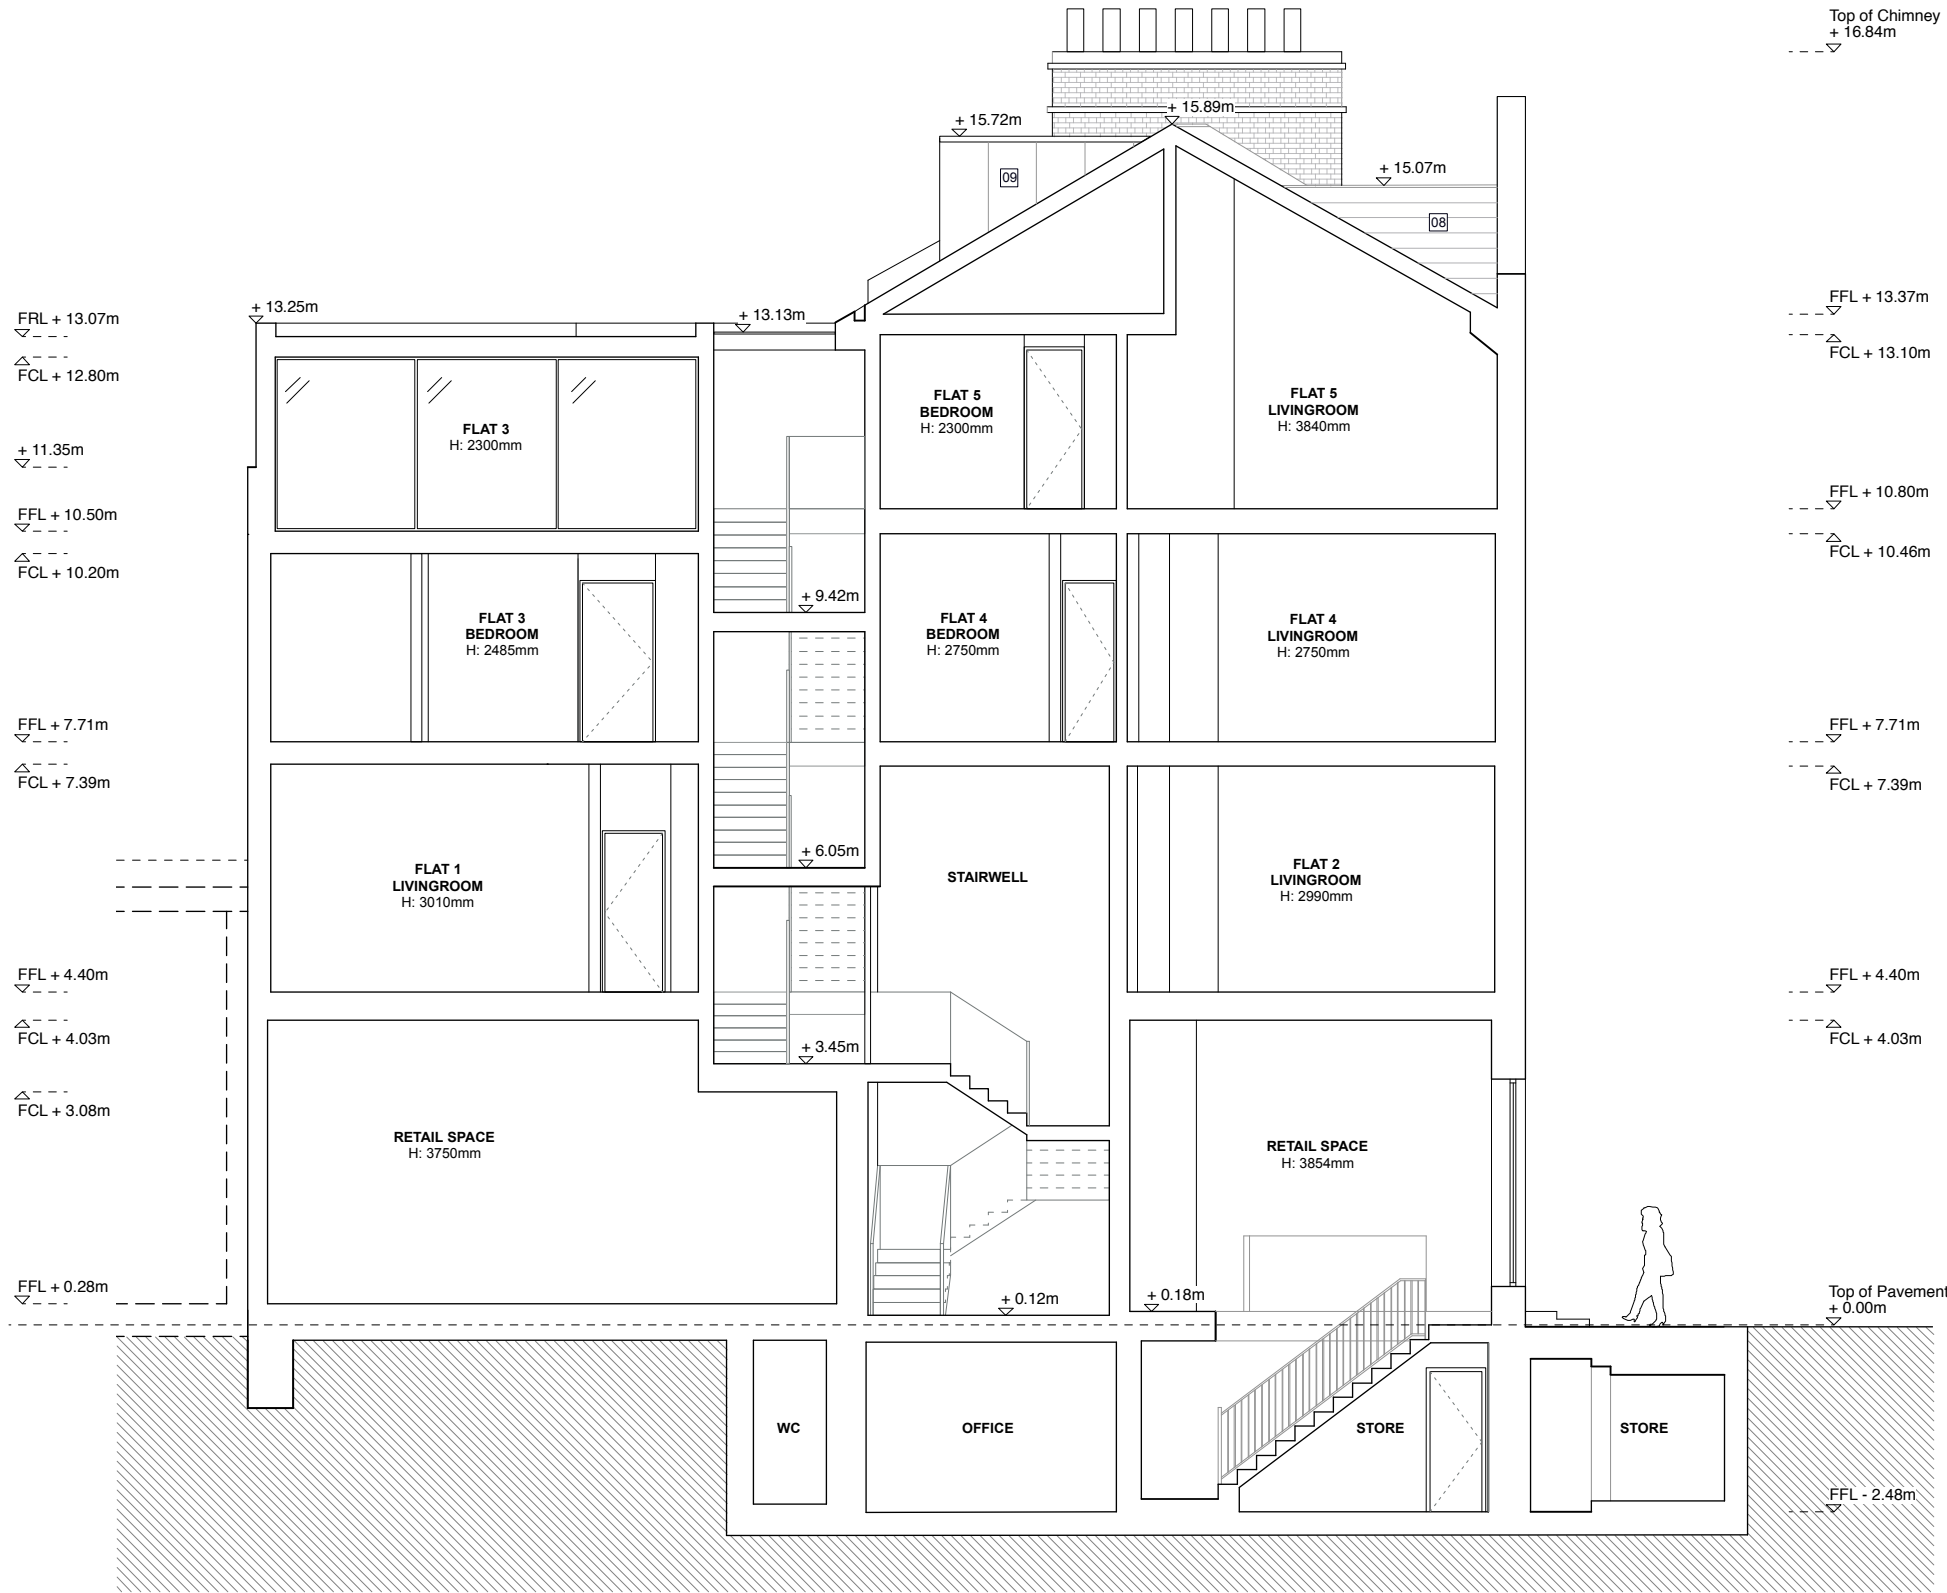 Top of Chimney
+ 16.84m
+ 15.89m
+ 15.72m
+ 15.07m
09
08
+ 13.25m
+ 13.13m
FRL + 13.07m
FCL + 12.80m
+ 11.35m
FFL + 10.50m
FCL + 10.20m
FFL + 7.71m
FCL + 7.39m
FFL + 4.40m
FCL + 4.03m
FCL + 3.08m
FFL + 0.28m
FLAT 3
H: 2300mm
FLAT 5
BEDROOM
H: 2300mm
FLAT 5
LIVINGROOM
H: 3840mm
+ 9.42m
FLAT 3
BEDROOM
H: 2485mm
FLAT 4
BEDROOM
H: 2750mm
FLAT 4
LIVINGROOM
H: 2750mm
+ 6.05m
FLAT 1
LIVINGROOM
H: 3010mm
STAIRWELL
FLAT 2
LIVINGROOM
H: 2990mm
+ 3.45m
RETAIL SPACE
H: 3750mm
RETAIL SPACE
H: 3854mm
+ 0.12m
+ 0.18m
WC
OFFICE
STORE
STORE
FFL + 13.37m
FCL + 13.10m
FFL + 10.80m
FCL + 10.46m
FFL + 7.71m
FCL + 7.39m
FFL + 4.40m
FCL + 4.03m
Top of Pavement
+ 0.00m
FFL - 2.48m